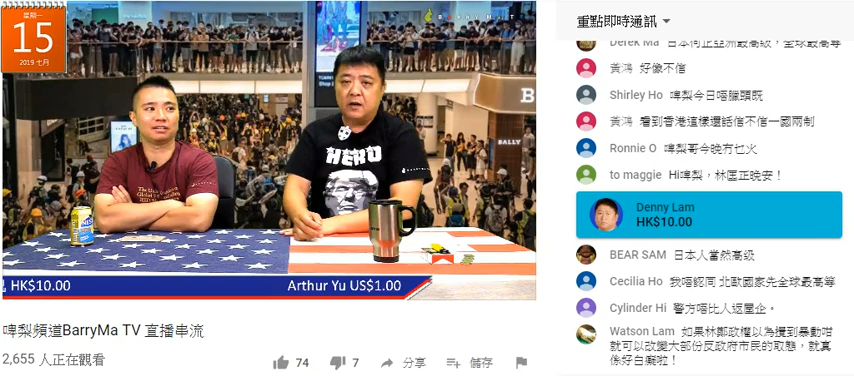 星期一
15
2019 七月
BARRYMA TV
BALLY
HERO
HK$10.00
Arthur Yu US$1.00
啤梨頻道BarryMa TV 直播串流
2,655 人正在觀看
74
7
分享
儲存
重點即時通訊
Derek Ma 日本何止亞洲最高級，全球最高等
黃鴻 好像不信
Shirley Ho 啤梨今日唔臘頭既
黃鴻 看到香港這樣還話信不信一國兩制
Ronnie O 啤梨哥今晚冇乜火
to maggie Hi啤梨，林匡正晚安！
Denny Lam
HK$10.00
BEAR SAM 日本人當然高級
Cecilia Ho 我唔認同 北歐國家先全球最高等
Cylinder Hi 警方唔比人返屋企。
Watson Lam 如果林鄭政權以為攪到暴動咁
就可以改變大部份反政府市民的取態，就真
係好白癡啦！